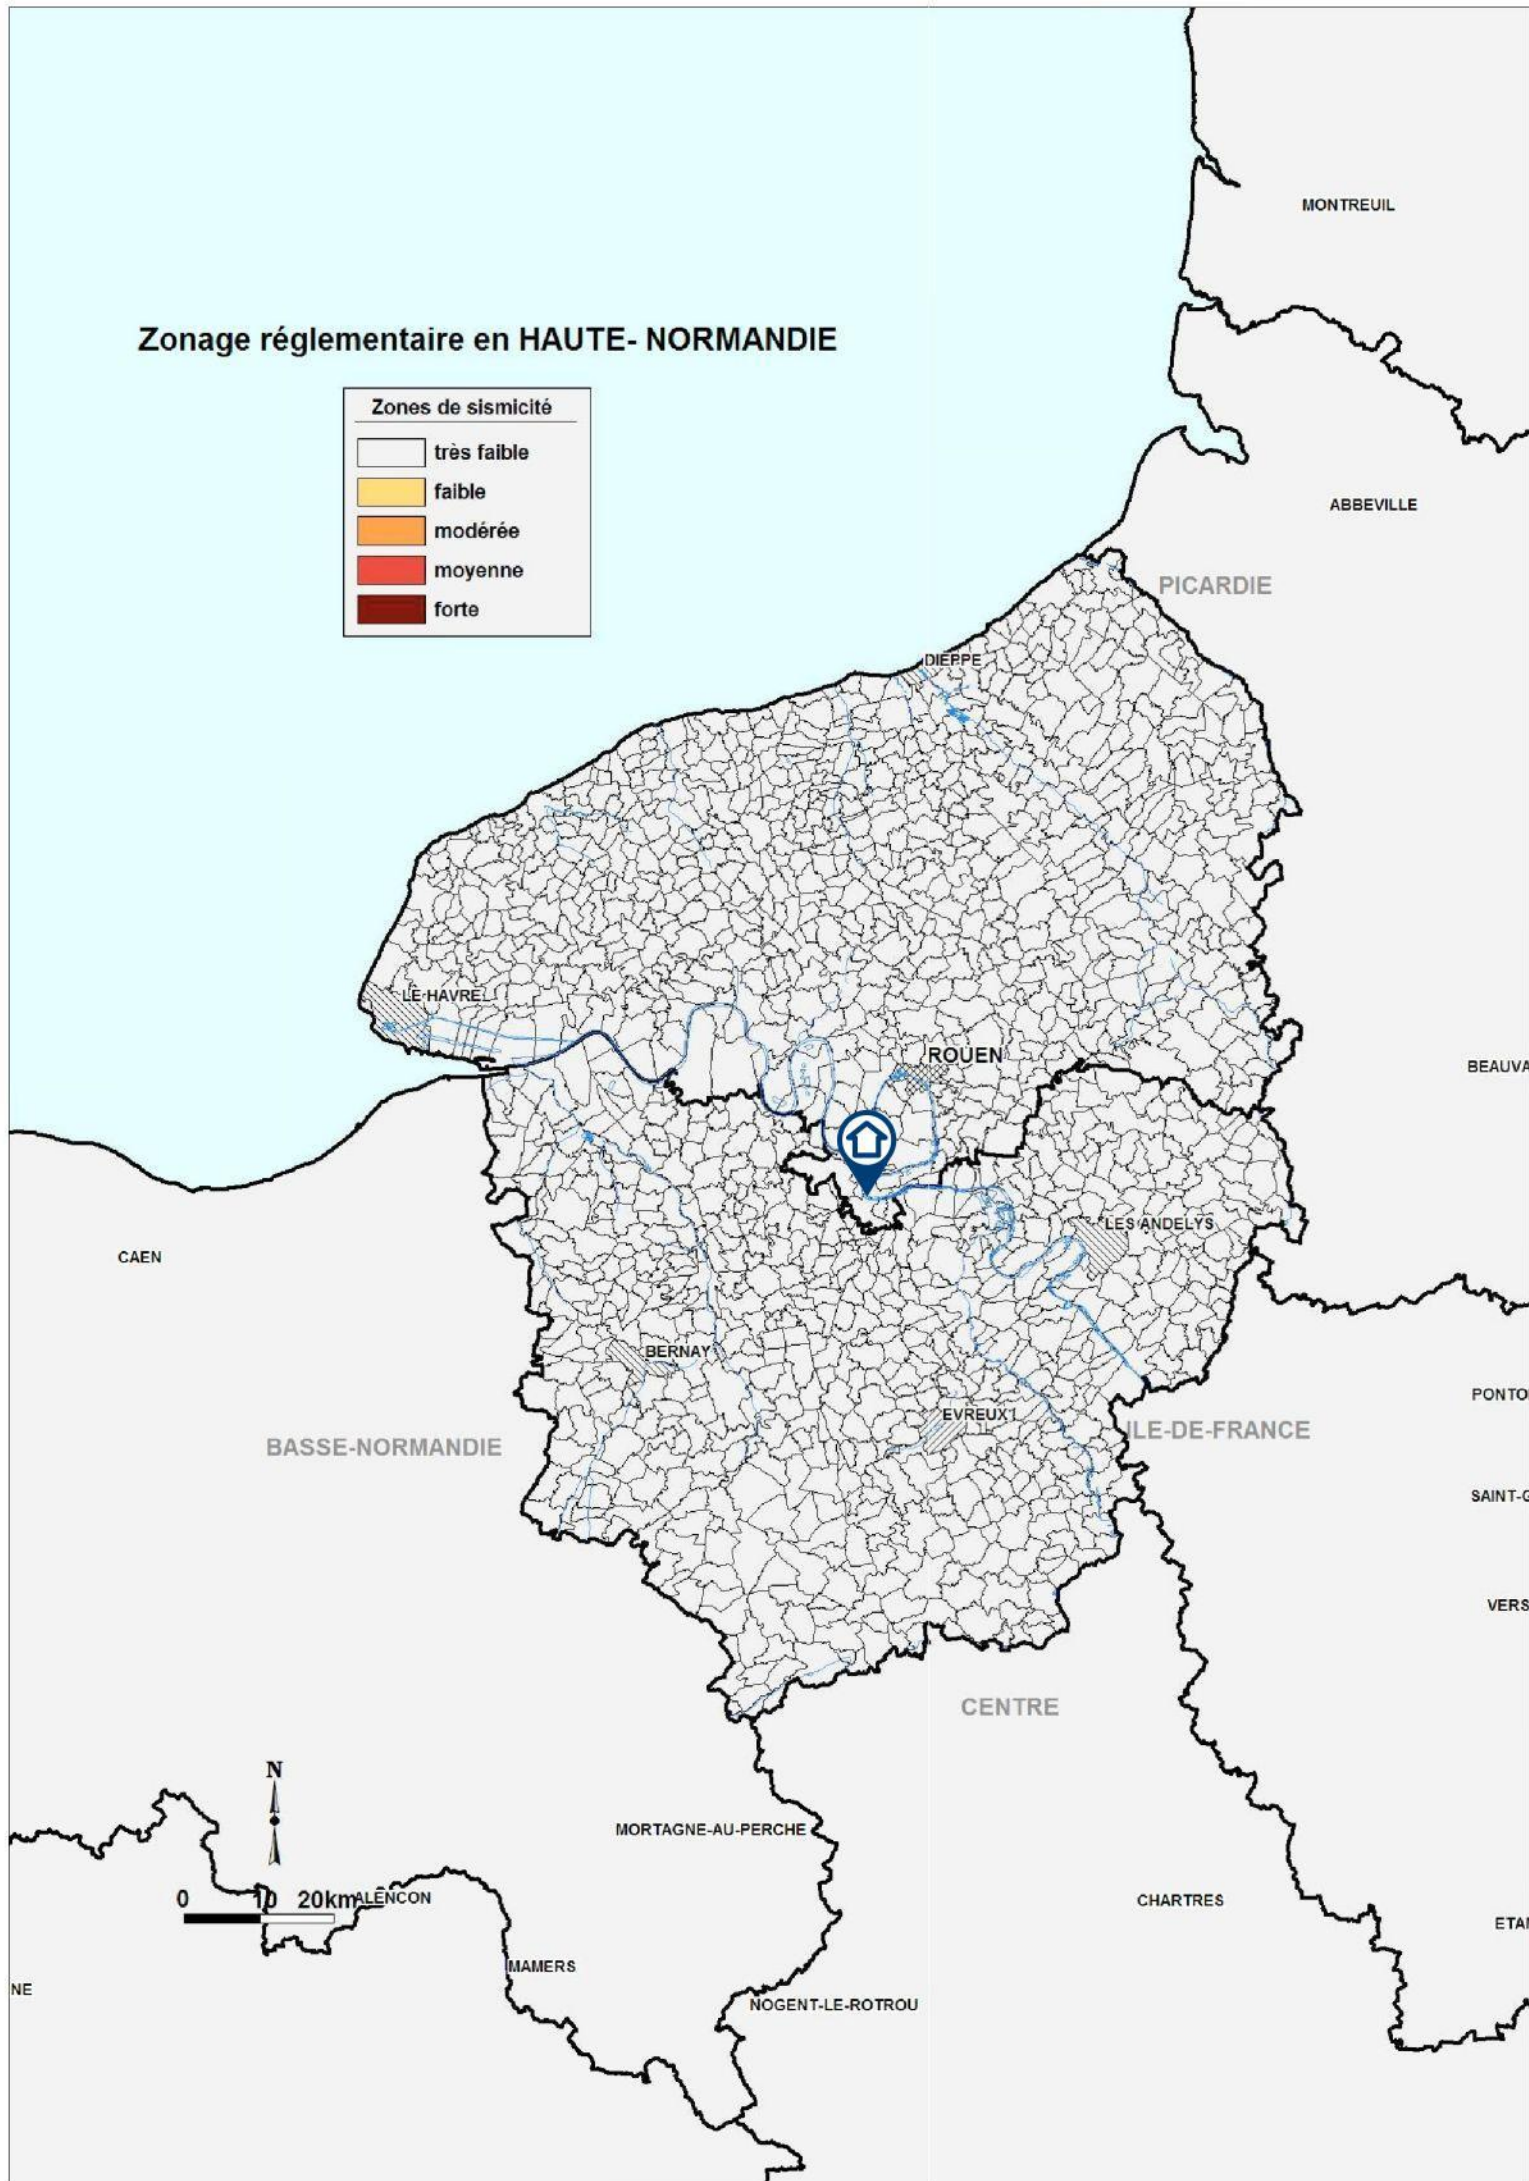 MONTREUIL
Zonage réglementaire en HAUTE- NORMANDIE
Zones de sismicité
très faible
faible
modérée
moyenne
forte
ABBEVILLE
PICARDIE
DIEPPE
LE HAVRE
ROUEN
BEAUVA
LES ANDELYS
CAEN
BERNAY
PONTO
EVREUX
ILE-DE-FRANCE
BASSE-NORMANDIE
SAINT-G
VERS
CENTRE
N
MORTAGNE-AU-PERCHE
0 10 20km
ALENCON
CHARTRES
ETAM
MAMERS
NE
NOGENT-LE-ROTROU